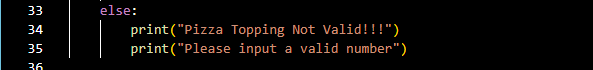 33 else:
34 print("Pizza Topping Not Valid!!!")
35 print("Please input a valid number")
36